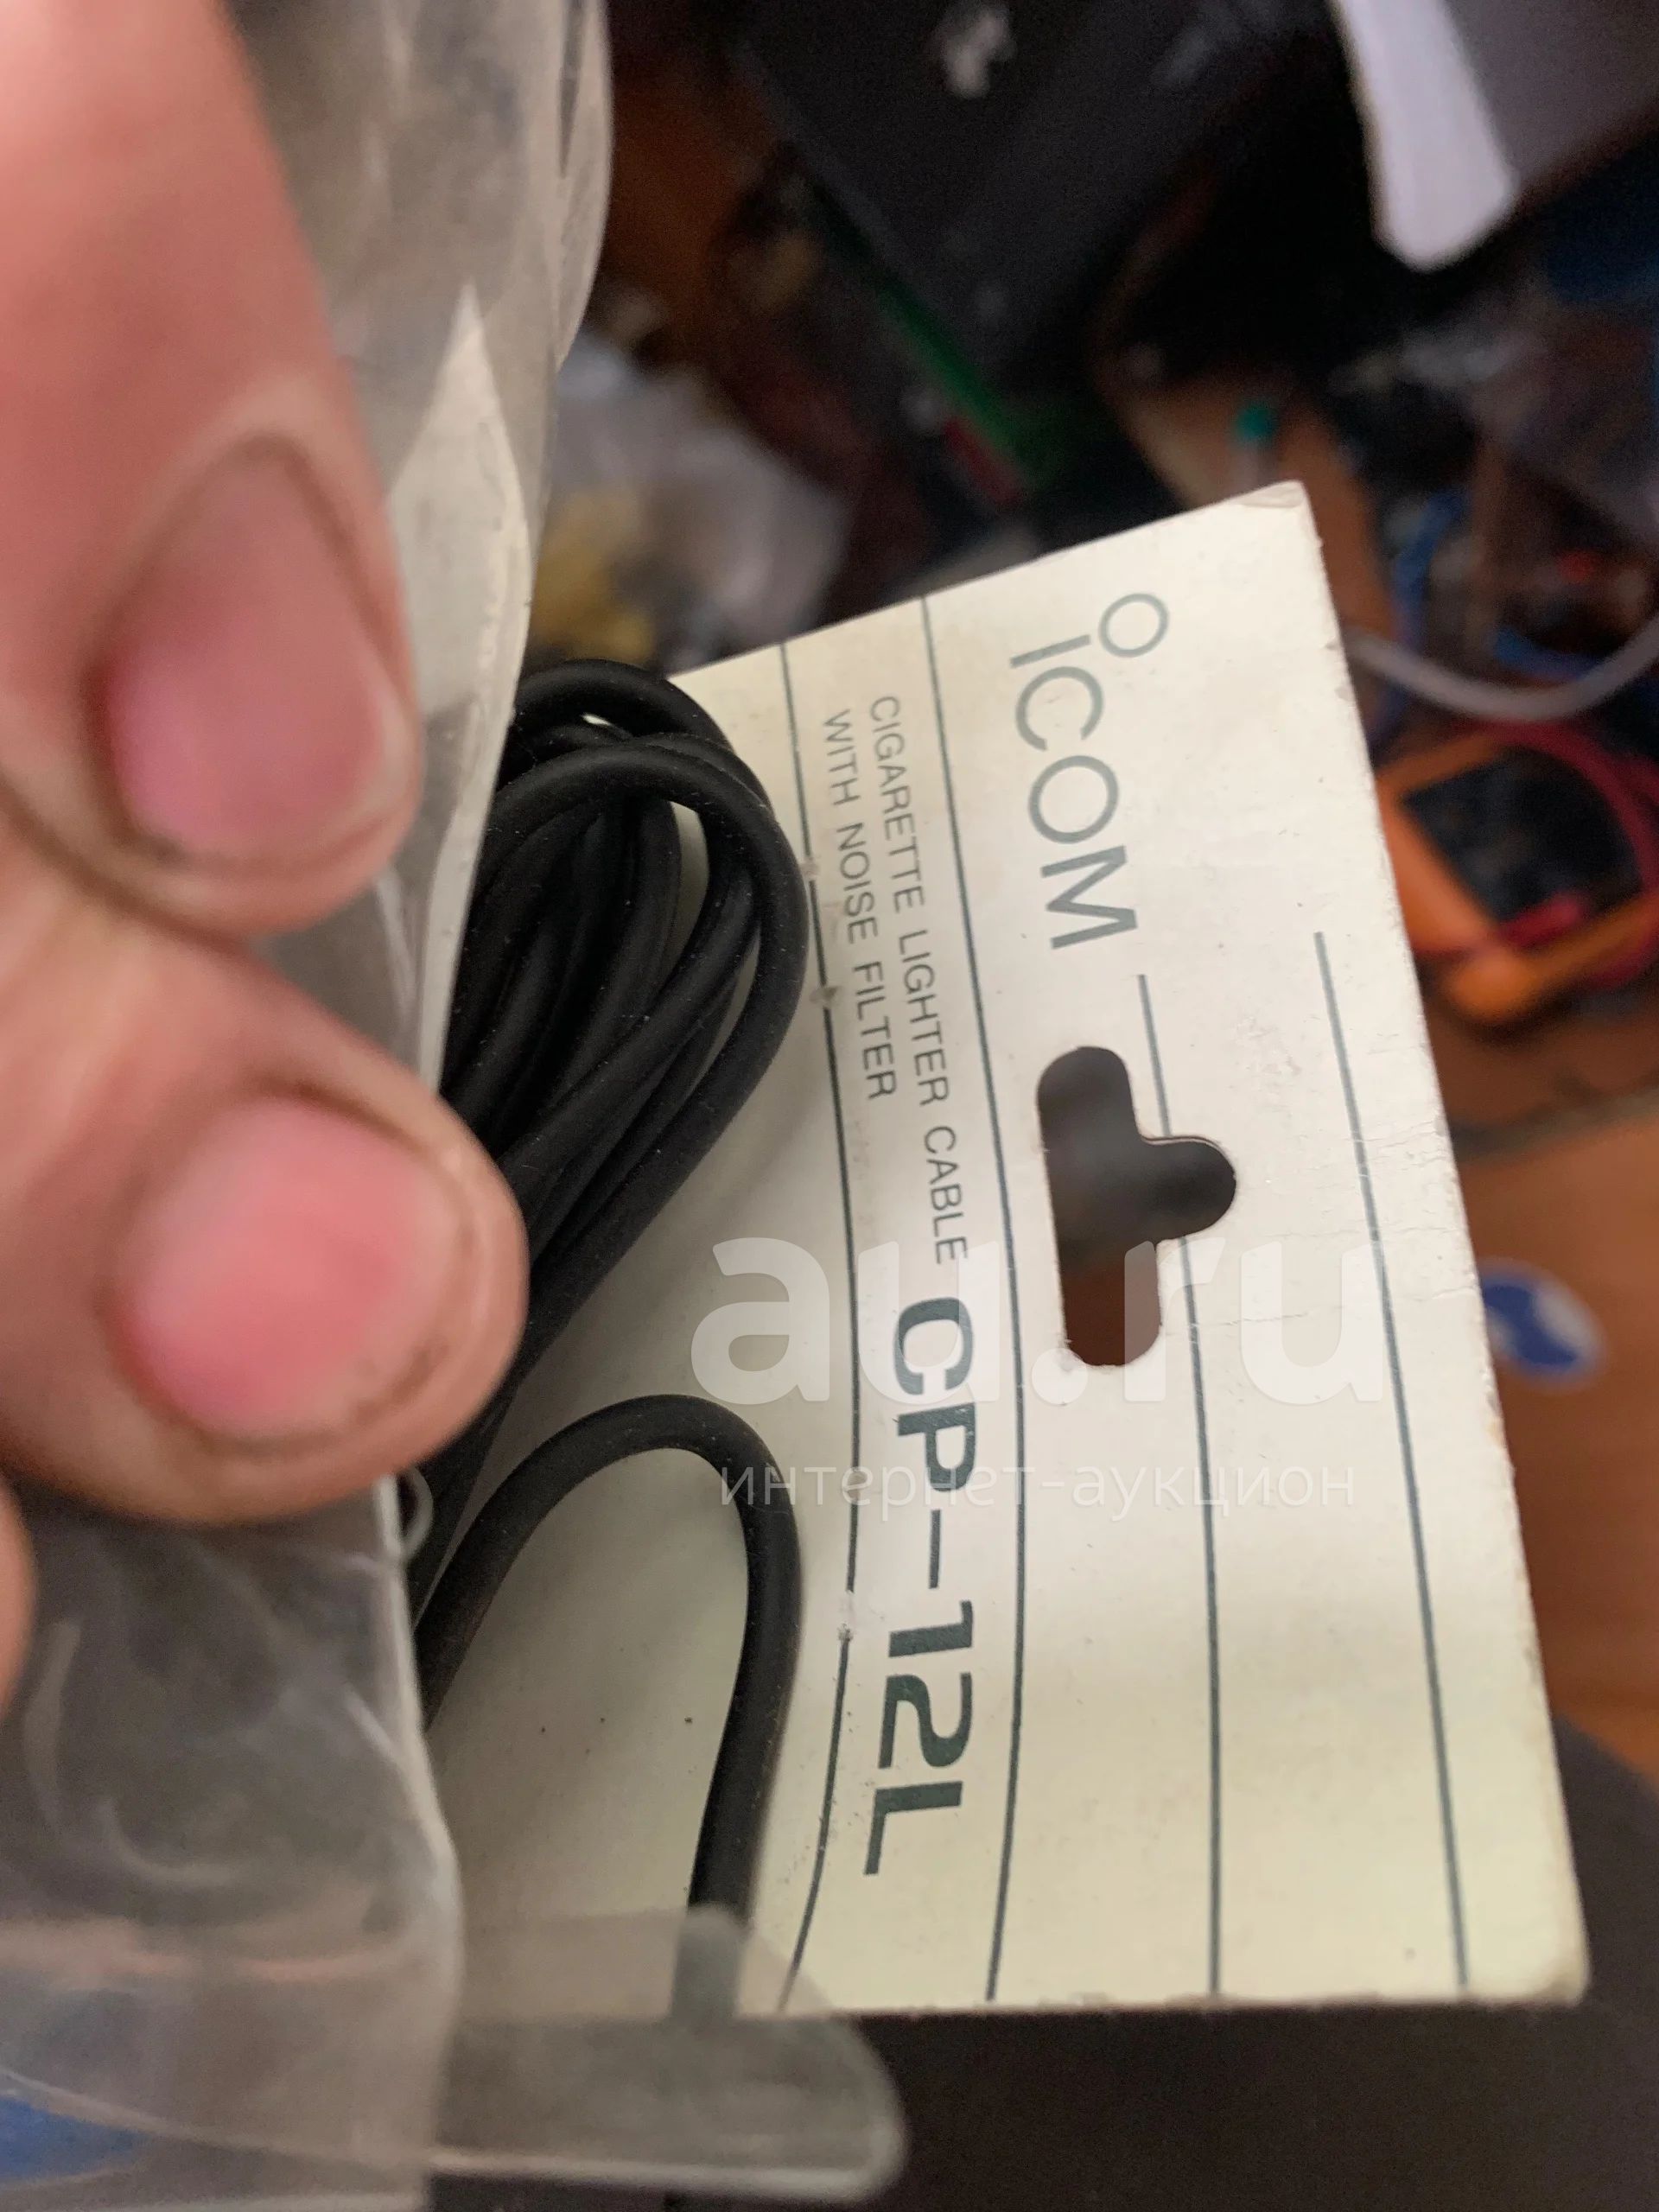 ICOM
CIGARETTE LIGHTER CABLE CP-12L
WITH NOISE FILTER
au.ru
интернет-аукцион